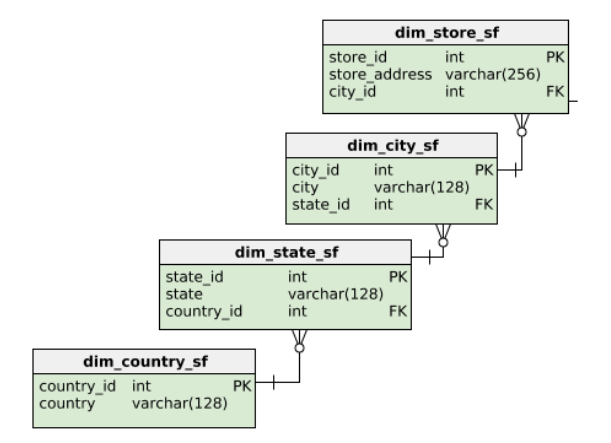 dim_store_sf
store_id int PK
store_address varchar(256)
city_id int FK
dim_city_sf
city_id int PK
city varchar(128)
state_id int FK
dim_state_sf
state_id int PK
state varchar(128)
country_id int FK
dim_country_sf
country_id int PK
country varchar(128)